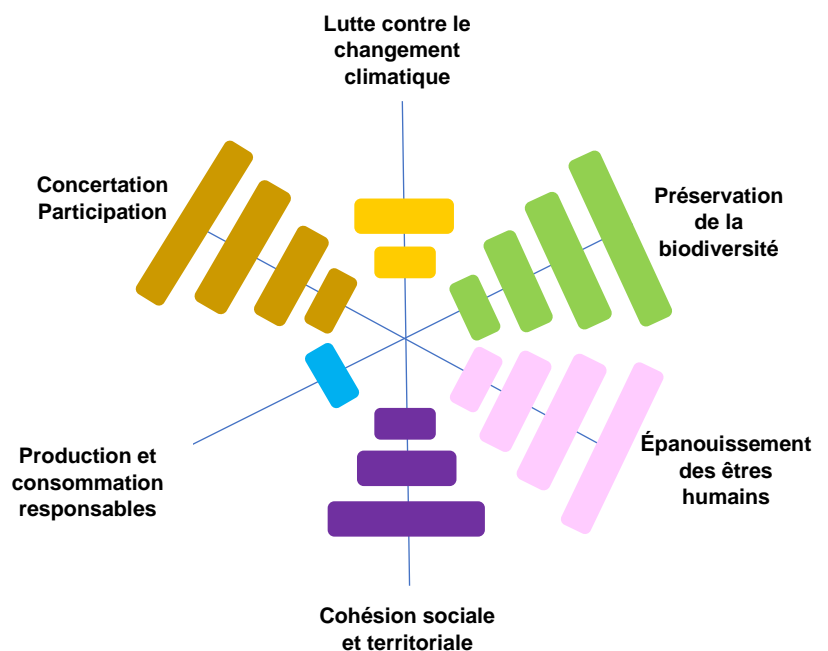 Lutte contre le
changement
climatique
Concertation
Participation
Préservation
de la
biodiversité
Production et
consommation
responsables
Épanouissement
des êtres
humains
Cohésion sociale
et territoriale